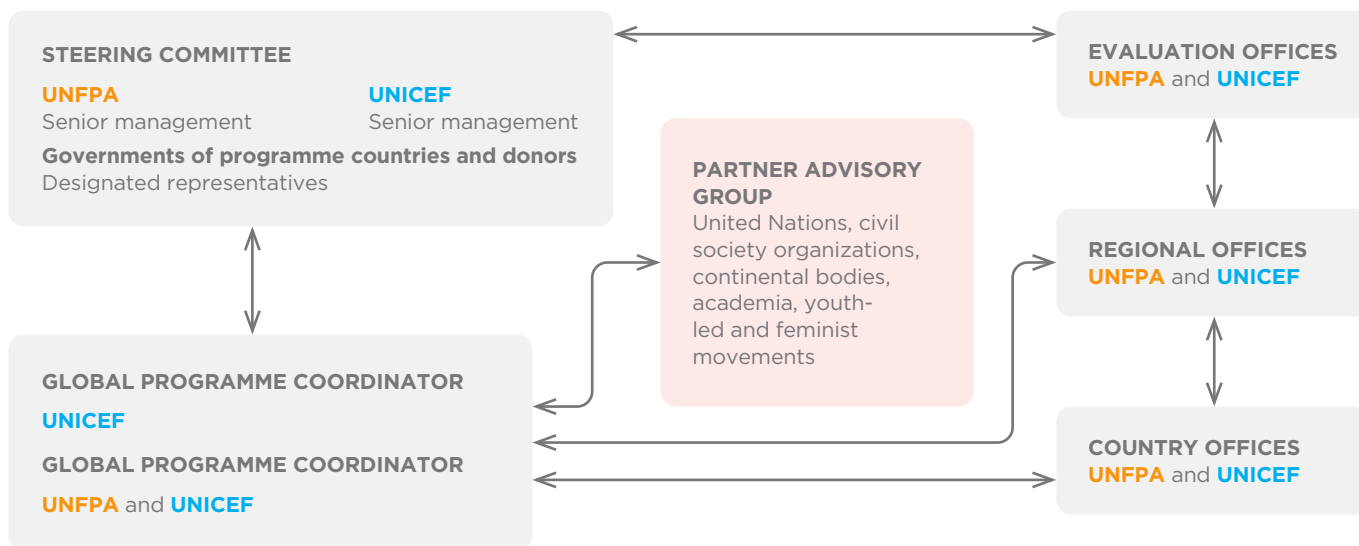 STEERING COMMITTEE
UNFPA
Senior management
UNICEF
Senior management
Governments of programme countries and donors
Designated representatives
EVALUATION OFFICES
UNFPA and UNICEF
PARTNER ADVISORY
GROUP
United Nations, civil
society organizations,
continental bodies,
academia, youth-
led and feminist
movements
REGIONAL OFFICES
UNFPA and UNICEF
GLOBAL PROGRAMME COORDINATOR
UNICEF
GLOBAL PROGRAMME COORDINATOR
UNFPA and UNICEF
COUNTRY OFFICES
UNFPA and UNICEF